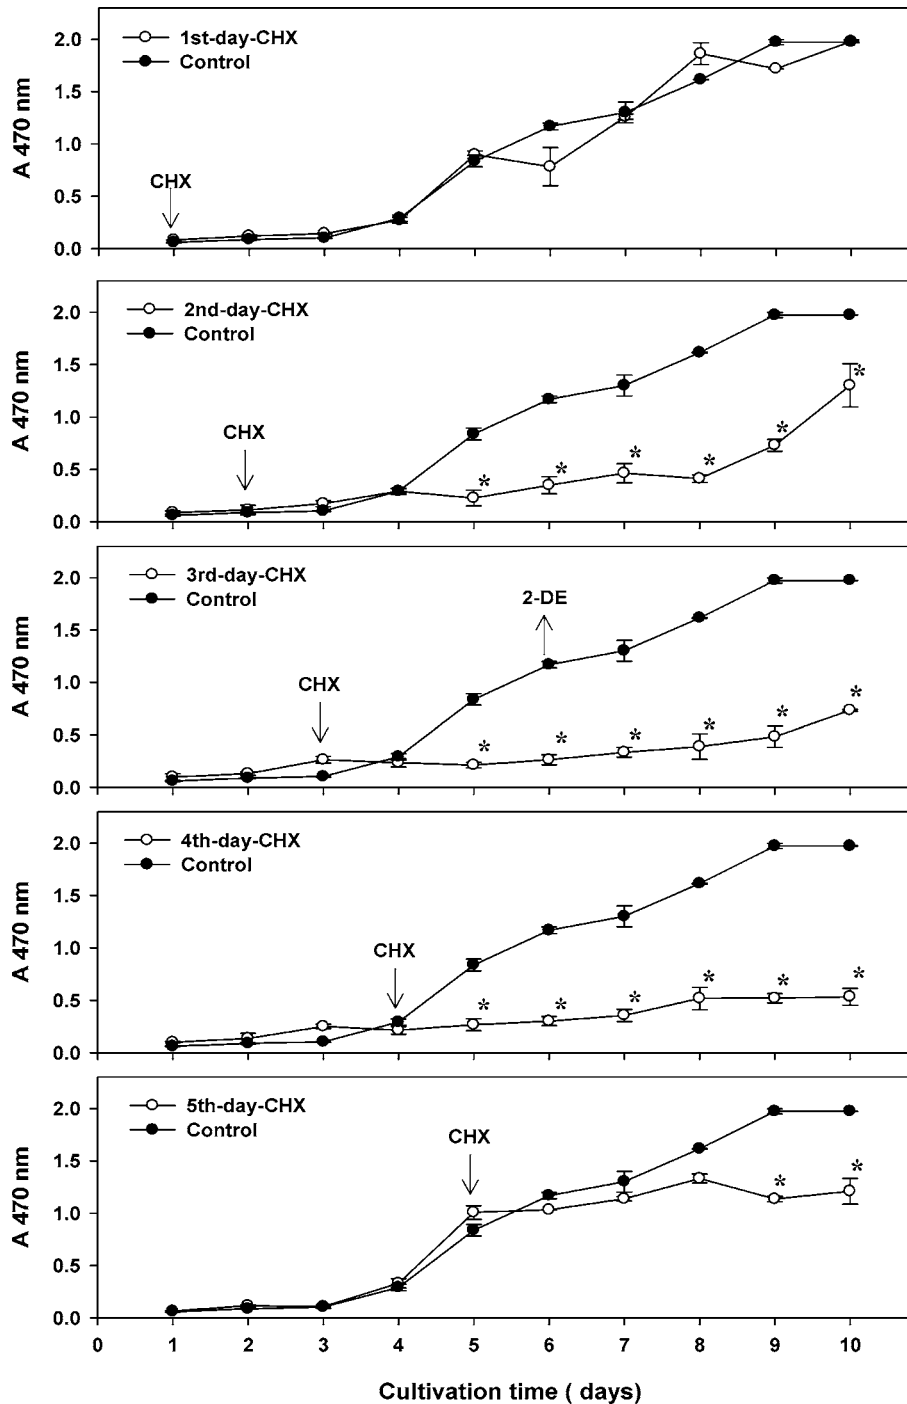 1st-day-CHX
Control
CHX
A 470 nm
2.0
1.5
1.0
0.5
0.0
2nd-day-CHX
Control
CHX
A 470 nm
2.0
1.5
1.0
0.5
0.0
* * * * * *
3rd-day-CHX
Control
2-DE
CHX
A 470 nm
2.0
1.5
1.0
0.5
0.0
* * * * * *
4th-day-CHX
Control
CHX
A 470 nm
2.0
1.5
1.0
0.5
0.0
* * * * * *
5th-day-CHX
Control
CHX
A 470 nm
2.0
1.5
1.0
0.5
0.0
* *
0 1 2 3 4 5 6 7 8 9 10
Cultivation time ( days)